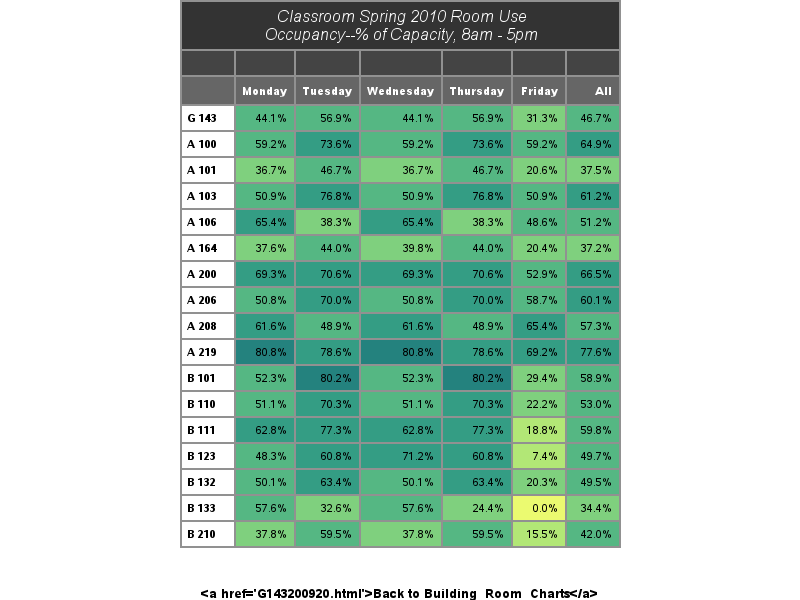 Classroom Spring 2010 Room Use
Occupancy--% of Capacity, 8am - 5pm
Monday Tuesday Wednesday Thursday Friday All
G 143 44.1% 56.9% 44.1% 56.9% 31.3% 46.7%
A 100 59.2% 73.6% 59.2% 73.6% 59.2% 64.9%
A 101 36.7% 46.7% 36.7% 46.7% 20.6% 37.5%
A 103 50.9% 76.8% 50.9% 76.8% 50.9% 61.2%
A 106 65.4% 38.3% 65.4% 38.3% 48.6% 51.2%
A 164 37.6% 44.0% 39.8% 44.0% 20.4% 37.2%
A 200 69.3% 70.6% 69.3% 70.6% 52.9% 66.5%
A 206 50.8% 70.0% 50.8% 70.0% 58.7% 60.1%
A 208 61.6% 48.9% 61.6% 48.9% 65.4% 57.3%
A 219 80.8% 78.6% 80.8% 78.6% 69.2% 77.6%
B 101 52.3% 80.2% 52.3% 80.2% 29.4% 58.9%
B 110 51.1% 70.3% 51.1% 70.3% 22.2% 53.0%
B 111 62.8% 77.3% 62.8% 77.3% 18.8% 59.8%
B 123 48.3% 60.8% 71.2% 60.8% 7.4% 49.7%
B 132 50.1% 63.4% 50.1% 63.4% 20.3% 49.5%
B 133 57.6% 32.6% 57.6% 24.4% 0.0% 34.4%
B 210 37.8% 59.5% 37.8% 59.5% 15.5% 42.0%
<a href='G143200920.html'>Back to Building_Room_Charts</a>